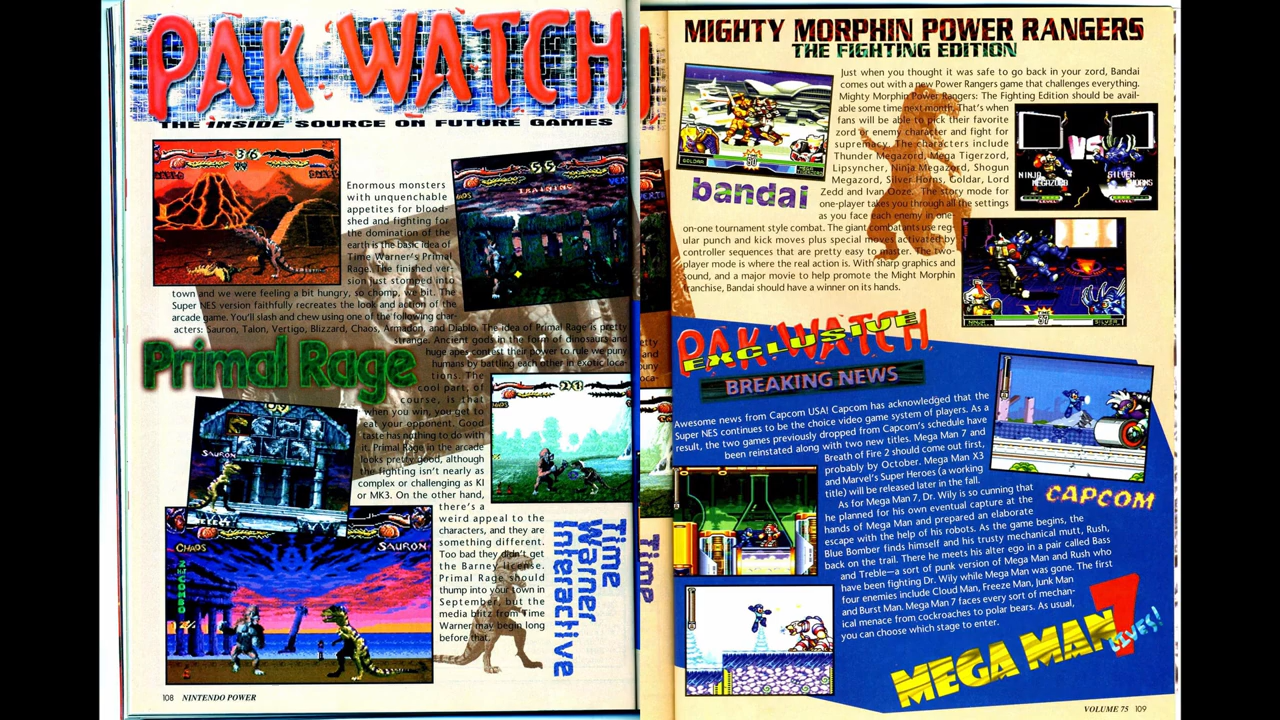 PAK WATCH
THE INSIDE SOURCE ON FUTURE GAMES
Enormous monsters
with unquenchable
appetites for blood-
shed and fighting for
the domination of the
earth is the basic idea of
Time Warner's Primal
Rage. The finished ver-
sion just stomped into
town and we were feeling a bit hungry, so chomp, we bit. The
Super NES version faithfully recreates the look and action of the
arcade game. You'll slash and chew using one of the following char-
acters: Sauron, Talon, Vertigo, Blizzard, Chaos, Armadon, and Diablo. The idea of Primal Rage is pretty
strange. Ancient gods in the form of dinosaurs and
huge apes contest their power to rule we puny
humans by battling each other in exotic loca-
tions. The
cool part, of
course, is that
when you win, you get to
eat your opponent. Good
taste has nothing to do with
it. Primal Rage in the arcade
looks pretty good, although
the fighting isn't nearly as
complex or challenging as KI
or MK3. On the other hand,
there's a
weird appeal to the
characters, and they are
something different.
Too bad they didn't get
the Barney license.
Primal Rage should
thump into your town in
September, but the
media blitz from Time
Warner may begin long
before that.
Primal Rage
36
55
TRAINING
SAURON
CHAOS
SAURON
2 HIT COMBO
Time
Warner
Interactive
108 NINTENDO POWER
MIGHTY MORPHIN POWER RANGERS
THE FIGHTING EDITION
Just when you thought it was safe to go back in your zord, Bandai
comes out with a new Power Rangers game that challenges everything.
Mighty Morphin Power Rangers: The Fighting Edition should be avail-
able some time next month. That's when
fans will be able to pick their favorite
zord or enemy character and fight for
supremacy. The characters include
Thunder Megazord, Mega Tigerzord,
Lipsyncher, Ninja Megazord, Shogun
Megazord, Silver Horns, Goldar, Lord
Zedd and Ivan Ooze. The story mode for
one-player takes you through all the settings
as you face each enemy in one-
on-one tournament style combat. The giant combatants use reg-
ular punch and kick moves plus special moves activated by
controller sequences that are pretty easy to master. The two-
player mode is where the real action is. With sharp graphics and
sound, and a major movie to help promote the Might Morphin
franchise, Bandai should have a winner on its hands.
GOLDAR
bandai
VS
NINJA
MEGAZORD
SILVER
HORNS
LEVEL
LEVEL
PAK WATCH
EXCLUSIVE
BREAKING NEWS
Awesome news from Capcom USA! Capcom has acknowledged that the
Super NES continues to be the choice video game system of players. As a
result, the two games previously dropped from Capcom's schedule have
been reinstated along with two new titles. Mega Man 7 and
Breath of Fire 2 should come out first,
probably by October. Mega Man X3
and Marvel's Super Heroes (a working
title) will be released later in the fall.
As for Mega Man 7, Dr. Wily is so cunning that
he planned for his own eventual capture at the
hands of Mega Man and prepared an elaborate
escape with the help of his robots. As the game begins, the
Blue Bomber finds himself and his trusty mechanical mutt, Rush,
back on the trail. There he meets his alter ego in a pair called Bass
and Treble—a sort of punk version of Mega Man and Rush who
have been fighting Dr. Wily while Mega Man was gone. The first
four enemies include Cloud Man, Freeze Man, Junk Man
and Burst Man. Mega Man 7 faces every sort of mechan-
ical menace from cockroaches to polar bears. As usual,
you can choose which stage to enter.
CAPCOM
MEGA MAN 7
LIVES!
VOLUME 75 109